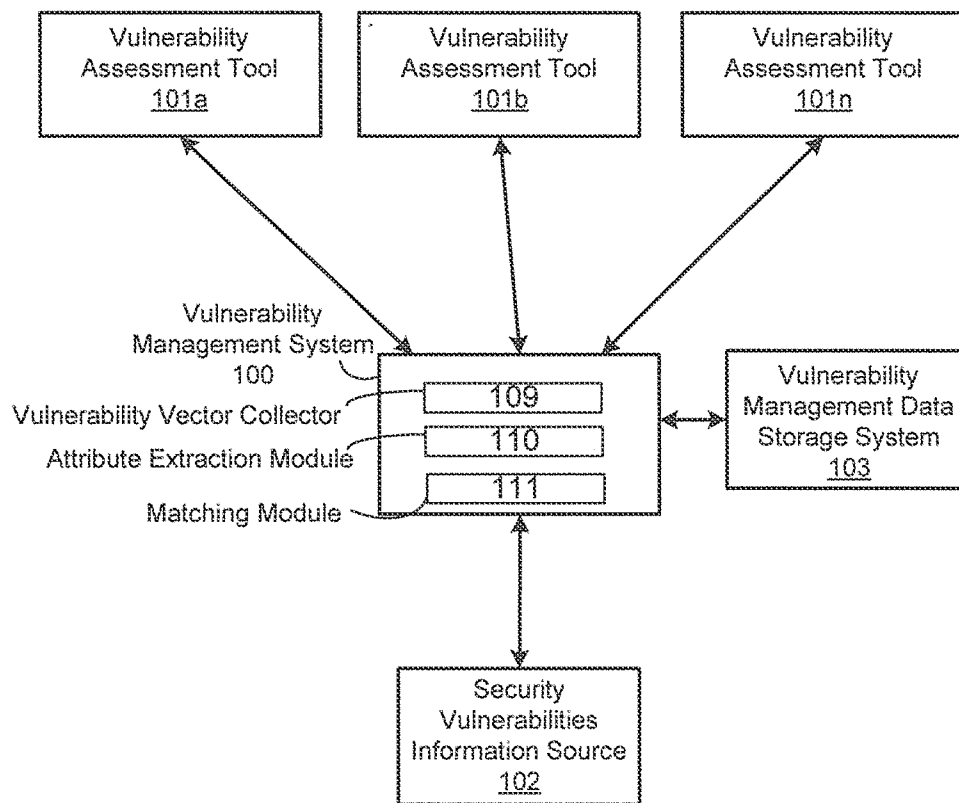 Vulnerability
Assessment Tool
101a
Vulnerability
Assessment Tool
101b
Vulnerability
Assessment Tool
101n
Vulnerability
Management System
100
Vulnerability Vector Collector
109
Attribute Extraction Module
110
Matching Module
111
Vulnerability
Management Data
Storage System
103
Security
Vulnerabilities
Information Source
102